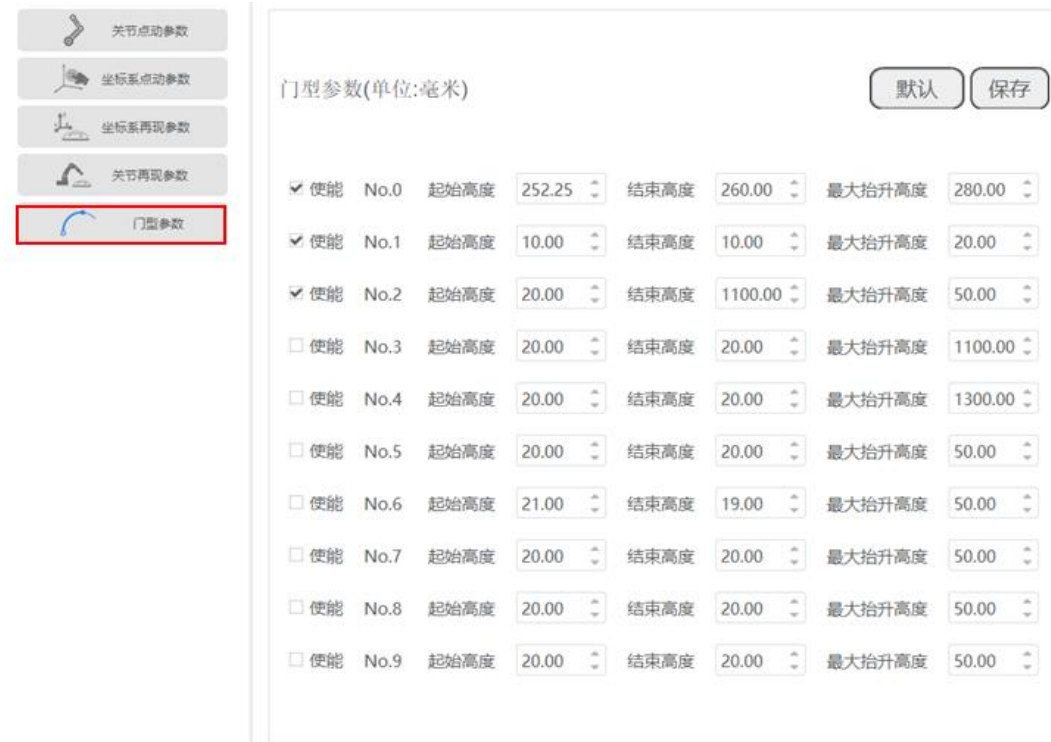 关节点动参数
坐标系点动参数
坐标系再现参数
关节再现参数
门型参数
门型参数(单位:毫米) 默认 保存
使能 No.0 起始高度 252.25 结束高度 260.00 最大抬升高度 280.00
使能 No.1 起始高度 10.00 结束高度 10.00 最大抬升高度 20.00
使能 No.2 起始高度 20.00 结束高度 1100.00 最大抬升高度 50.00
使能 No.3 起始高度 20.00 结束高度 20.00 最大抬升高度 1100.00
使能 No.4 起始高度 20.00 结束高度 20.00 最大抬升高度 1300.00
使能 No.5 起始高度 20.00 结束高度 20.00 最大抬升高度 50.00
使能 No.6 起始高度 21.00 结束高度 19.00 最大抬升高度 50.00
使能 No.7 起始高度 20.00 结束高度 20.00 最大抬升高度 50.00
使能 No.8 起始高度 20.00 结束高度 20.00 最大抬升高度 50.00
使能 No.9 起始高度 20.00 结束高度 20.00 最大抬升高度 50.00